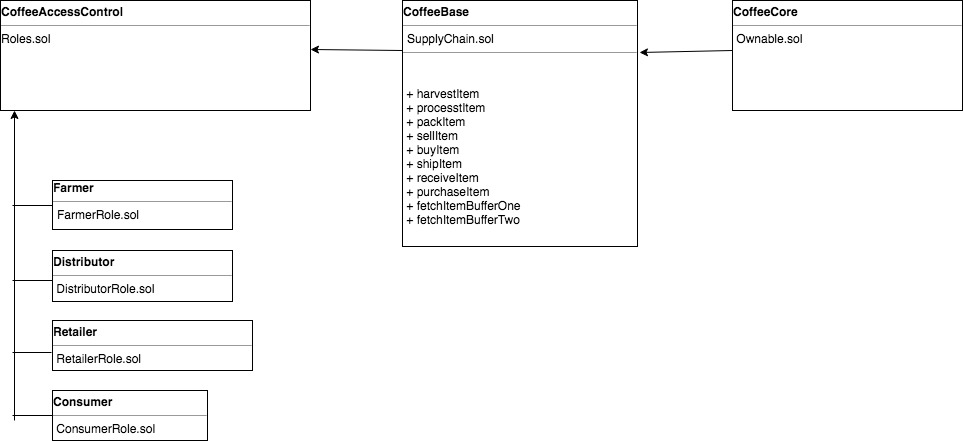 CoffeeAccessControl
Roles.sol
CoffeeBase
SupplyChain.sol
+ harvestItem
+ processtItem
+ packItem
+ sellItem
+ buyItem
+ shipItem
+ receiveItem
+ purchaseItem
+ fetchItemBufferOne
+ fetchItemBufferTwo
CoffeeCore
Ownable.sol
Farmer
FarmerRole.sol
Distributor
DistributorRole.sol
Retailer
RetailerRole.sol
Consumer
ConsumerRole.sol